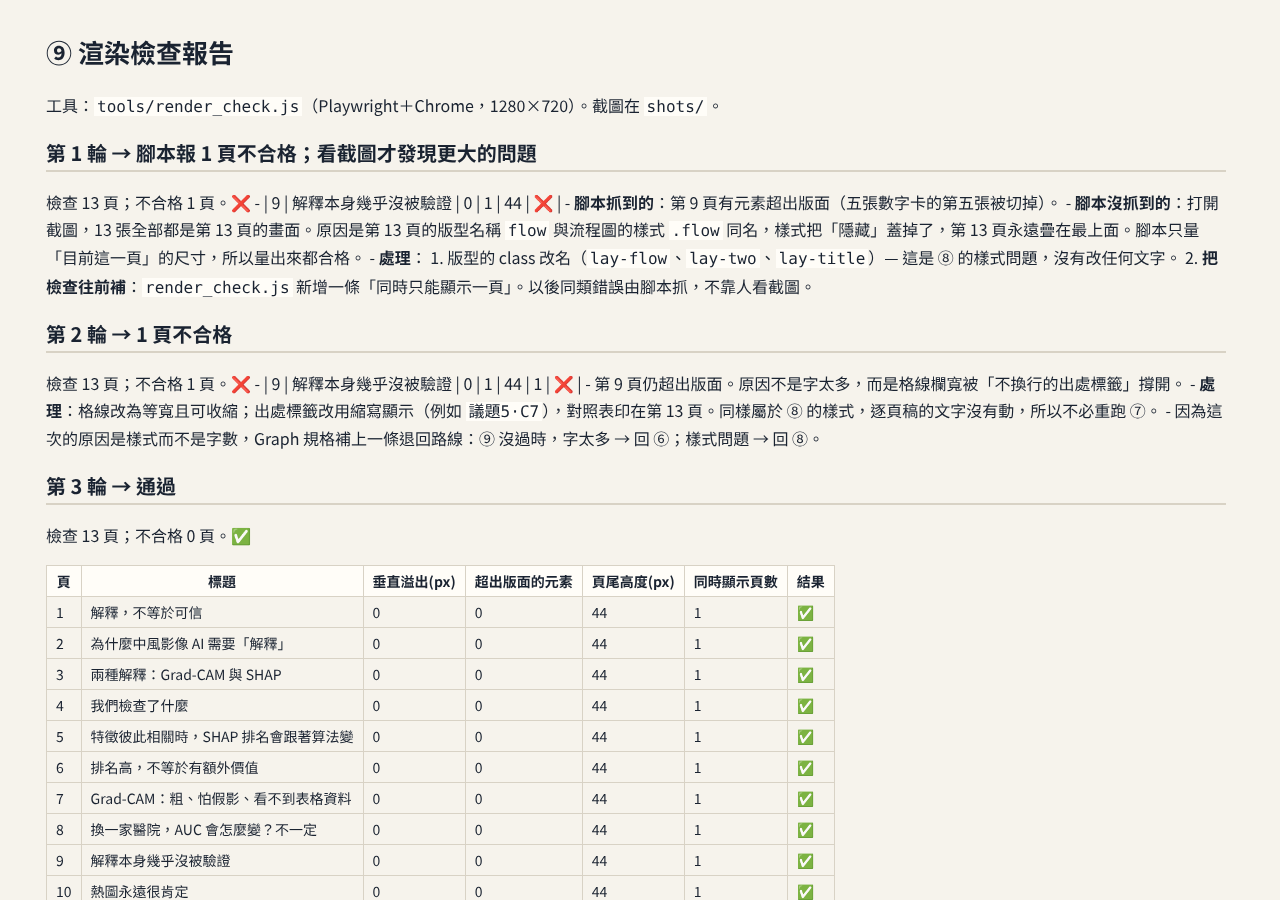 ⑨ 渲染檢查報告
工具：tools/render_check.js（Playwright＋Chrome，1280×720）。截圖在 shots/。
第 1 輪 → 腳本報 1 頁不合格；看截圖才發現更大的問題
檢查 13 頁；不合格 1 頁。❌ - | 9 | 解釋本身幾乎沒被驗證 | 0 | 1 | 44 | ❌ | - 腳本抓到的：第 9 頁有元素超出版面（五張數字卡的第五張被切掉）。 - 腳本沒抓到的：打開
截圖，13 張全部都是第 13 頁的畫面。原因是第 13 頁的版型名稱 flow 與流程圖的樣式 .flow 同名，樣式把「隱藏」蓋掉了，第 13 頁永遠疊在最上面。腳本只量
「目前這一頁」的尺寸，所以量出來都合格。 - 處理： 1. 版型的 class 改名（lay-flow、lay-two、lay-title）— 這是 ⑧ 的樣式問題，沒有改任何文字。 2. 把
檢查往前補：render_check.js 新增一條「同時只能顯示一頁」。以後同類錯誤由腳本抓，不靠人看截圖。
第 2 輪 → 1 頁不合格
檢查 13 頁；不合格 1 頁。❌ - | 9 | 解釋本身幾乎沒被驗證 | 0 | 1 | 44 | 1 | ❌ | - 第 9 頁仍超出版面。原因不是字太多，而是格線欄寬被「不換行的出處標籤」撐開。 - 處
理：格線改為等寬且可收縮；出處標籤改用縮寫顯示（例如 議題5·C7），對照表印在第 13 頁。同樣屬於 ⑧ 的樣式，逐頁稿的文字沒有動，所以不必重跑 ⑦。 - 因為這
次的原因是樣式而不是字數，Graph 規格補上一條退回路線：⑨ 沒過時，字太多 → 回 ⑥；樣式問題 → 回 ⑧。
第 3 輪 → 通過
檢查 13 頁；不合格 0 頁。✅
頁 標題 垂直溢出(px) 超出版面的元素 頁尾高度(px) 同時顯示頁數 結果
1 解釋，不等於可信 0 0 44 1 ✅
2 為什麼中風影像 AI 需要「解釋」 0 0 44 1 ✅
3 兩種解釋：Grad-CAM 與 SHAP 0 0 44 1 ✅
4 我們檢查了什麼 0 0 44 1 ✅
5 特徵彼此相關時，SHAP 排名會跟著算法變 0 0 44 1 ✅
6 排名高，不等於有額外價值 0 0 44 1 ✅
7 Grad-CAM：粗、怕假影、看不到表格資料 0 0 44 1 ✅
8 換一家醫院，AUC 會怎麼變？不一定 0 0 44 1 ✅
9 解釋本身幾乎沒被驗證 0 0 44 1 ✅
10 熱圖永遠很肯定 0 0 44 1 ✅